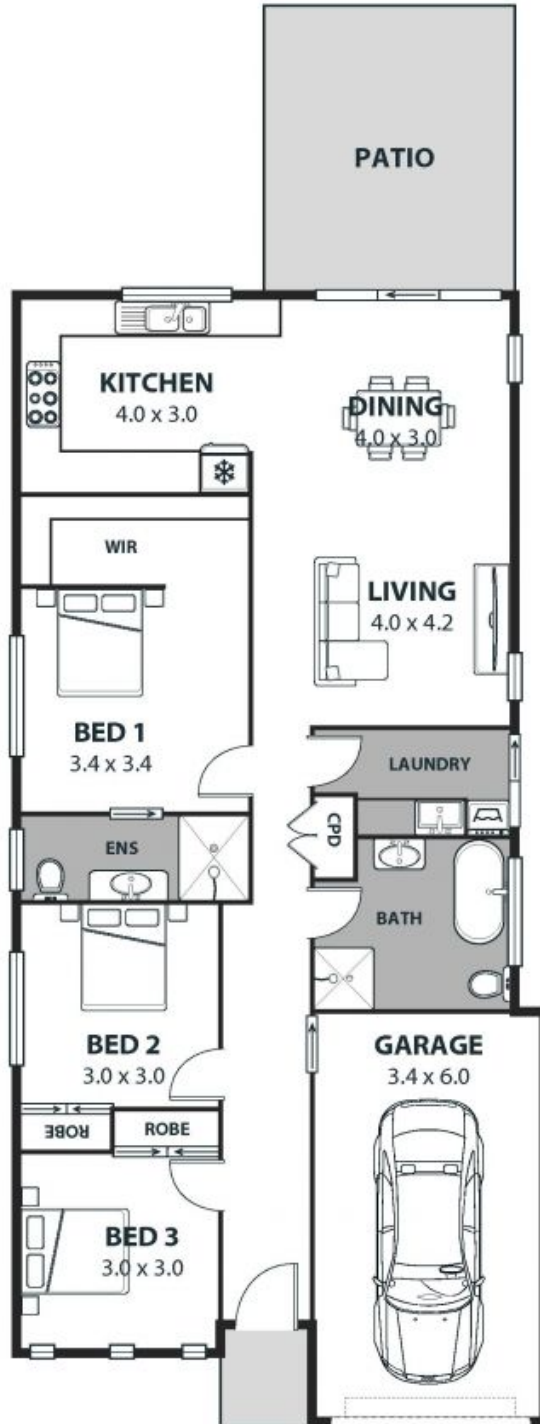 PATIO
KITCHEN
4.0 x 3.0
DINING
4.0 x 3.0
WIR
LIVING
4.0 x 4.2
BED 1
3.4 x 3.4
LAUNDRY
CPD
ENS
BATH
BED 2
3.0 x 3.0
GARAGE
3.4 x 6.0
ROBE
ROBE
BED 3
3.0 x 3.0